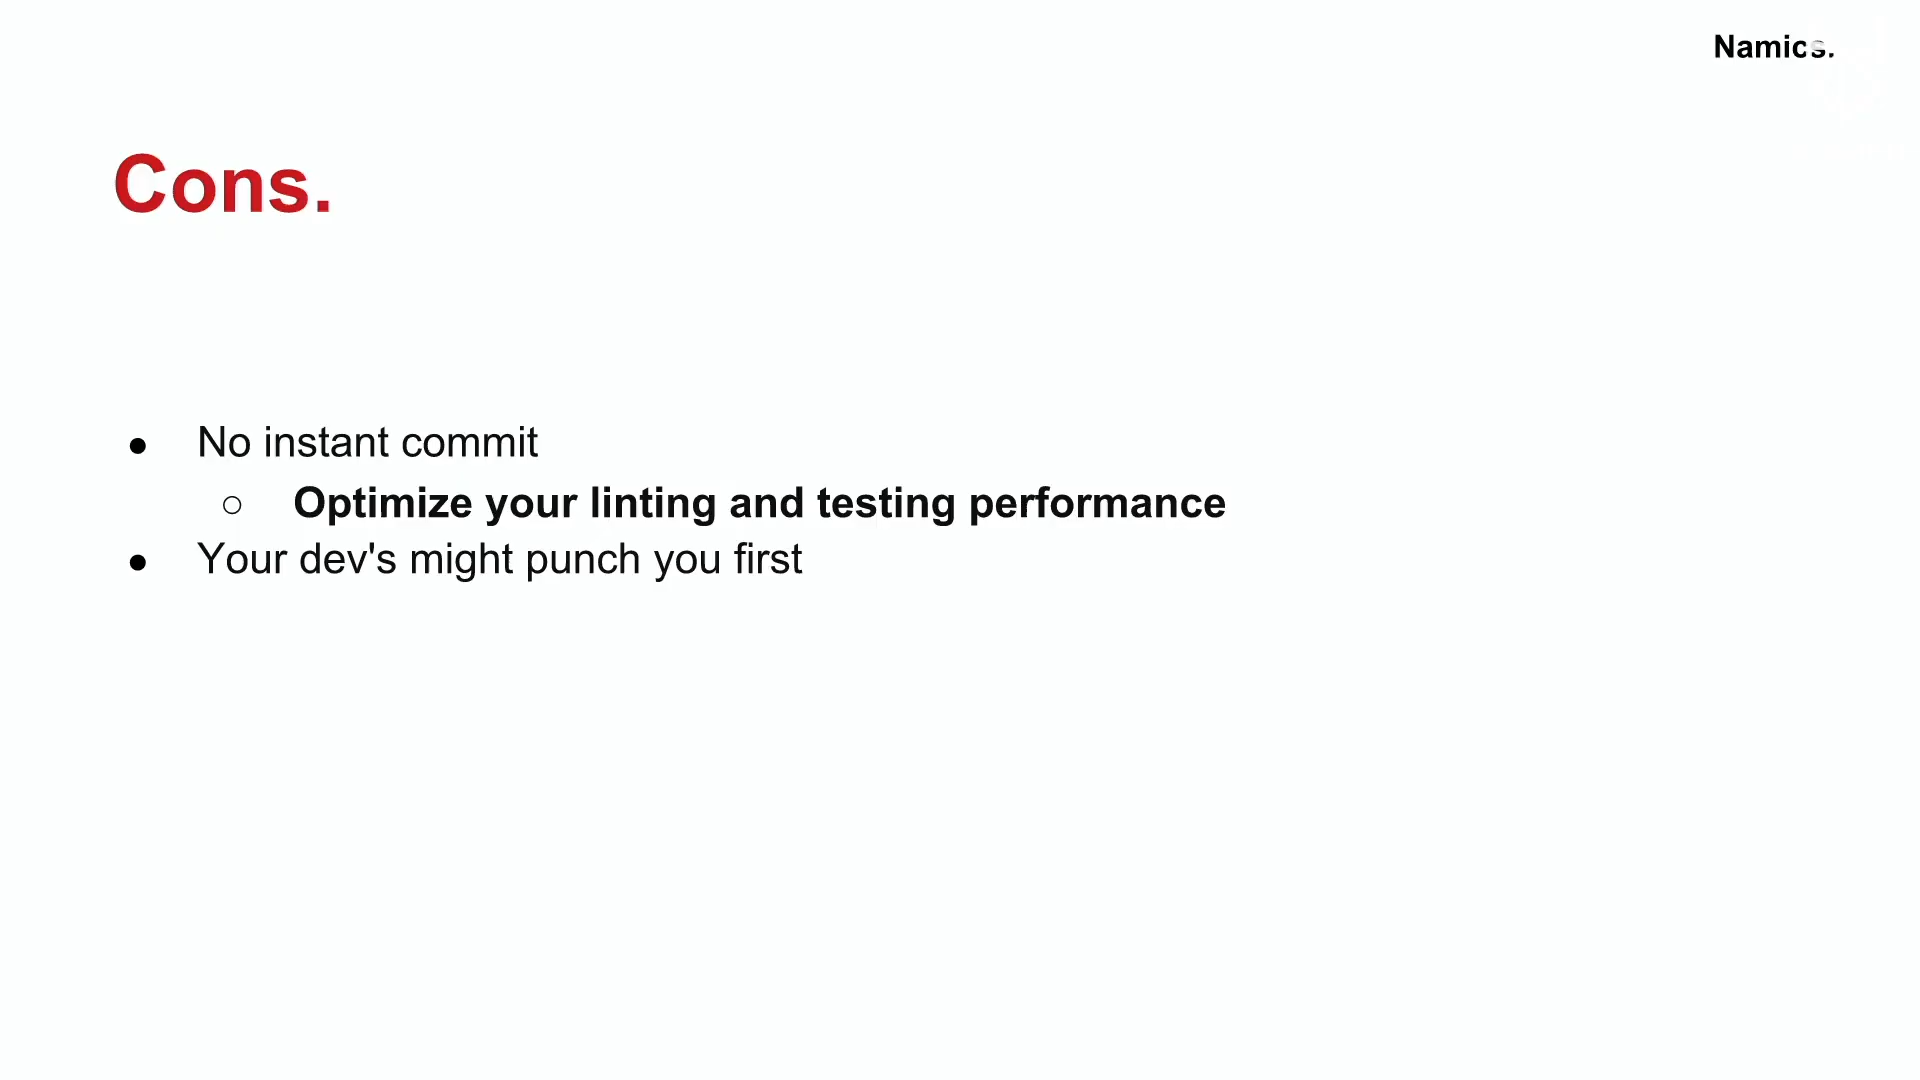 Namics.
Cons.
● No instant commit
○ Optimize your linting and testing performance
● Your dev's might punch you first